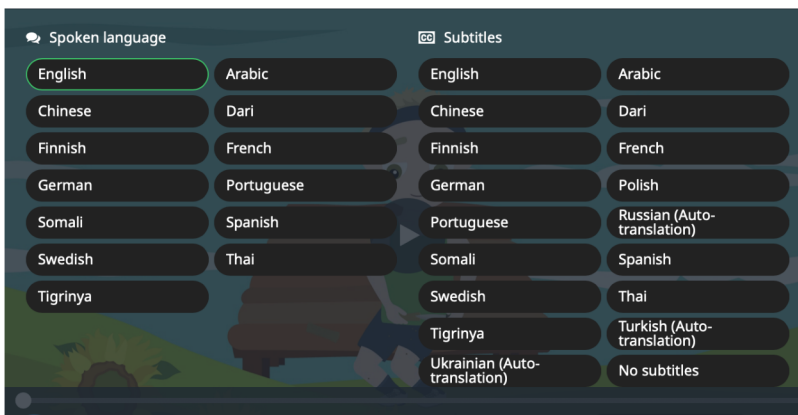 Spoken language
English
Arabic
Chinese
Dari
Finnish
French
German
Portuguese
Somali
Spanish
Swedish
Thai
Tigrinya
CC Subtitles
English
Arabic
Chinese
Dari
Finnish
French
German
Polish
Portuguese
Russian (Auto-
translation)
Somali
Spanish
Swedish
Thai
Tigrinya
Turkish (Auto-
translation)
Ukrainian (Auto-
translation)
No subtitles